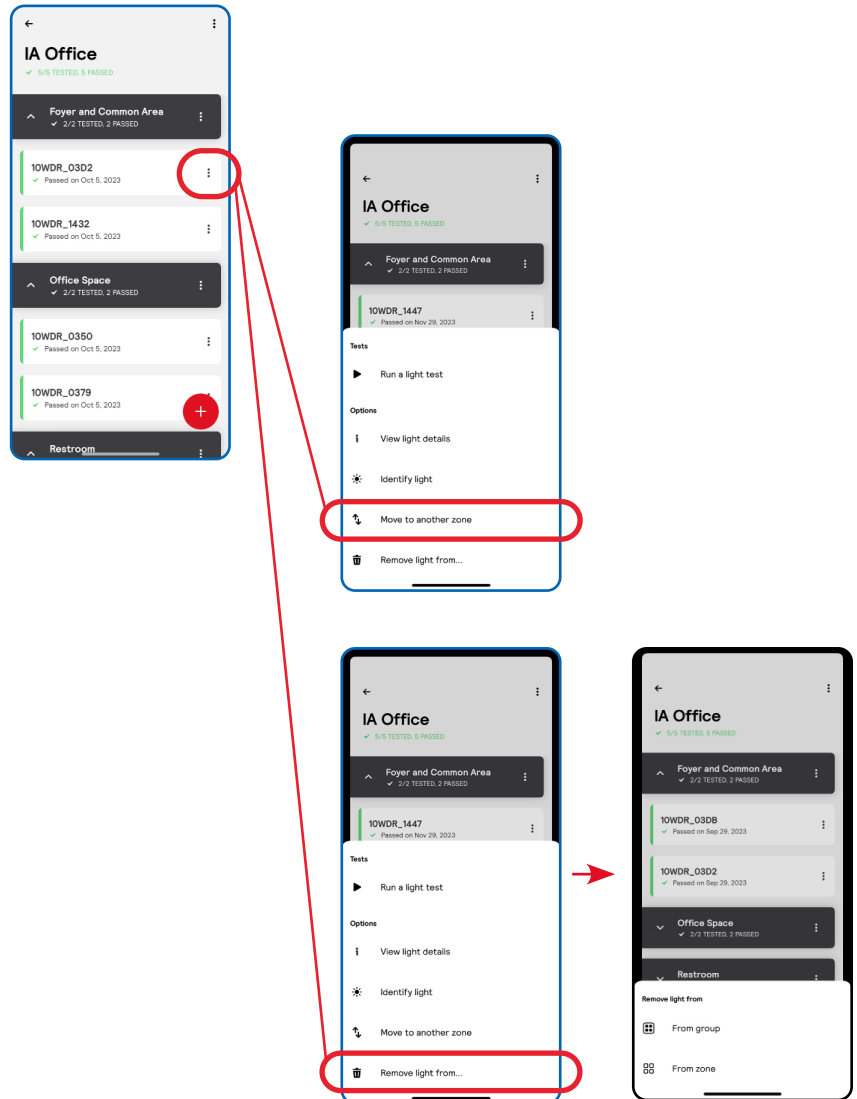 IA Office
5/5 TESTED, 5 PASSED
Foyer and Common Area
2/2 TESTED, 2 PASSED
10WDR_03D2
Passed on Oct 5, 2023
10WDR_1432
Passed on Oct 5, 2023
Office Space
2/2 TESTED, 2 PASSED
10WDR_0350
Passed on Oct 5, 2023
10WDR_0379
Passed on Oct 5, 2023
Restroom
IA Office
5/5 TESTED, 5 PASSED
Foyer and Common Area
2/2 TESTED, 2 PASSED
10WDR_1447
Passed on Nov 29, 2023
Tests
Run a light test
Options
View light details
Identify light
Move to another zone
Remove light from...
IA Office
5/5 TESTED, 5 PASSED
Foyer and Common Area
2/2 TESTED, 2 PASSED
10WDR_1447
Passed on Nov 29, 2023
Tests
Run a light test
Options
View light details
Identify light
Move to another zone
Remove light from...
IA Office
5/5 TESTED, 5 PASSED
Foyer and Common Area
2/2 TESTED, 2 PASSED
10WDR_03DB
Passed on Sep 29, 2023
10WDR_03D2
Passed on Sep 29, 2023
Office Space
2/2 TESTED, 2 PASSED
Restroom
Remove light from
From group
From zone